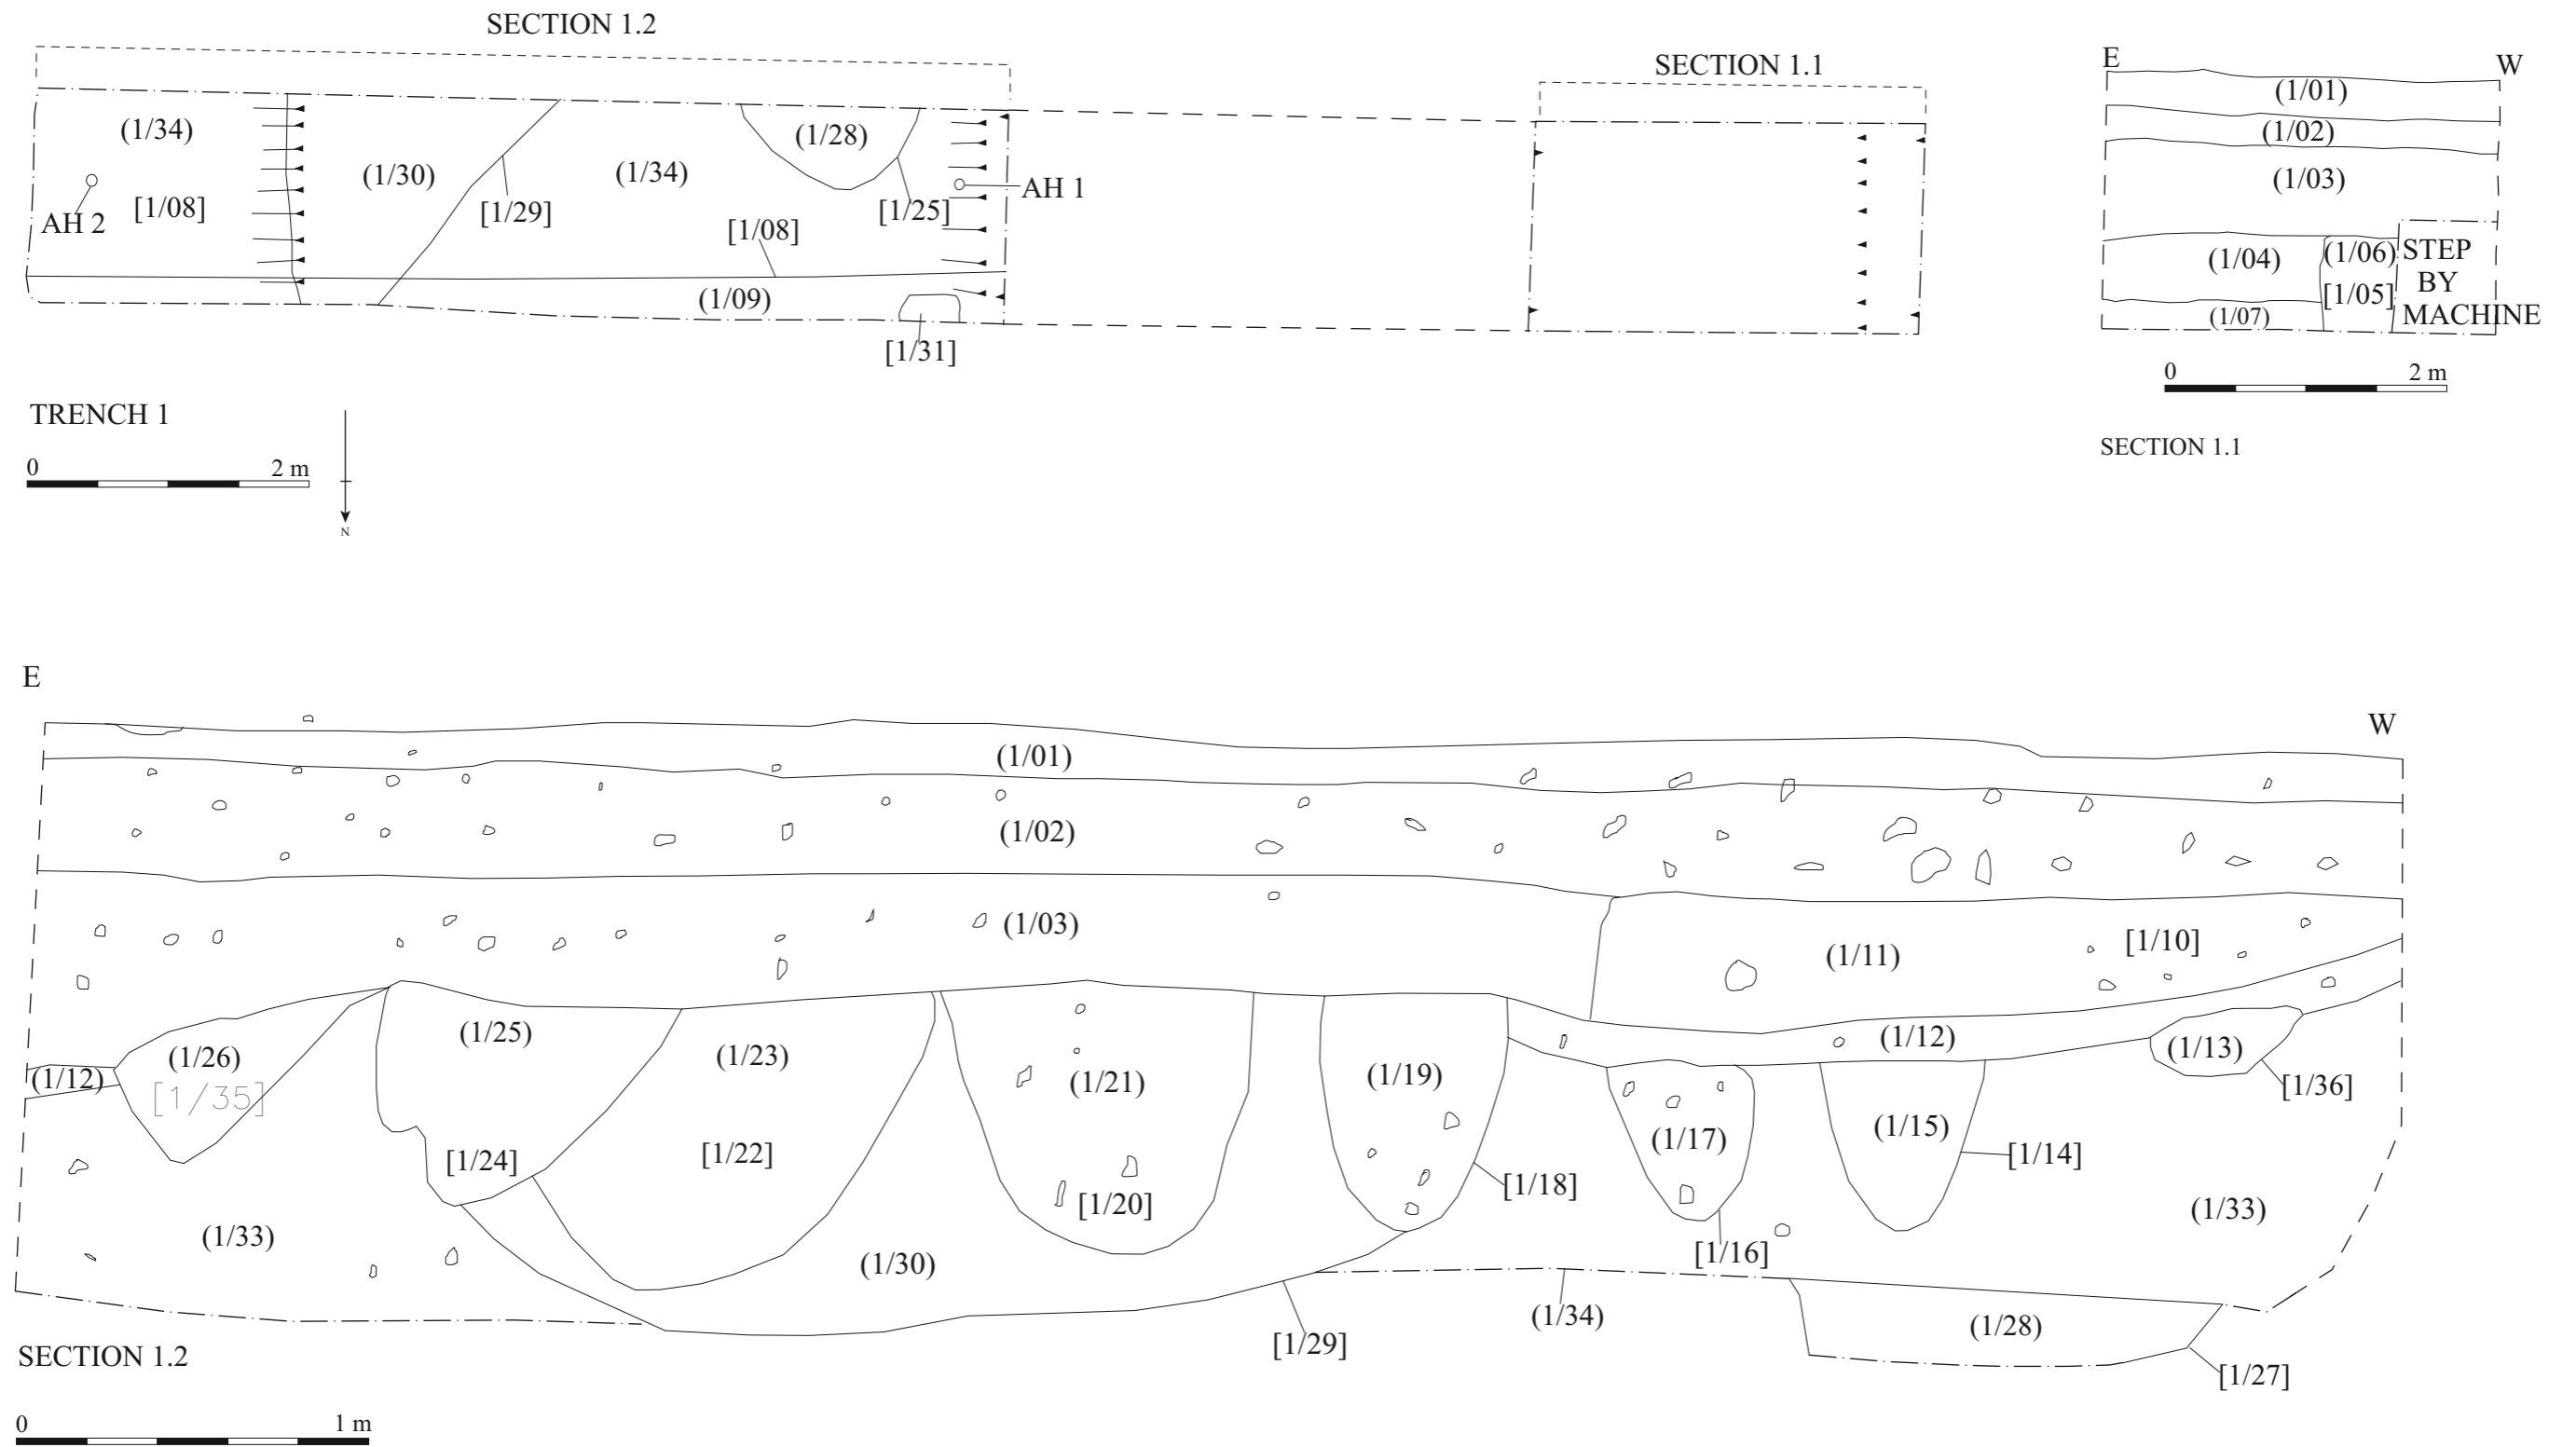 SECTION 1.2
SECTION 1.1
(1/34)
(1/30)
(1/34)
(1/28)
AH 2
[1/08]
[1/29]
[1/08]
[1/25]
AH 1
(1/09)
[1/31]
E
W
(1/01)
(1/02)
(1/03)
(1/04)
(1/06)
[1/05]
(1/07)
STEP
BY
MACHINE
0 2 m
SECTION 1.1
TRENCH 1
0 2 m
N
E
W
(1/01)
(1/02)
(1/03)
(1/11)
[1/10]
(1/12)
(1/26)
[1/35]
(1/25)
[1/24]
(1/23)
[1/22]
(1/21)
[1/20]
(1/19)
[1/18]
(1/12)
(1/17)
[1/16]
(1/15)
[1/14]
(1/13)
[1/36]
(1/33)
(1/30)
(1/33)
[1/29]
(1/34)
(1/28)
[1/27]
SECTION 1.2
0 1 m